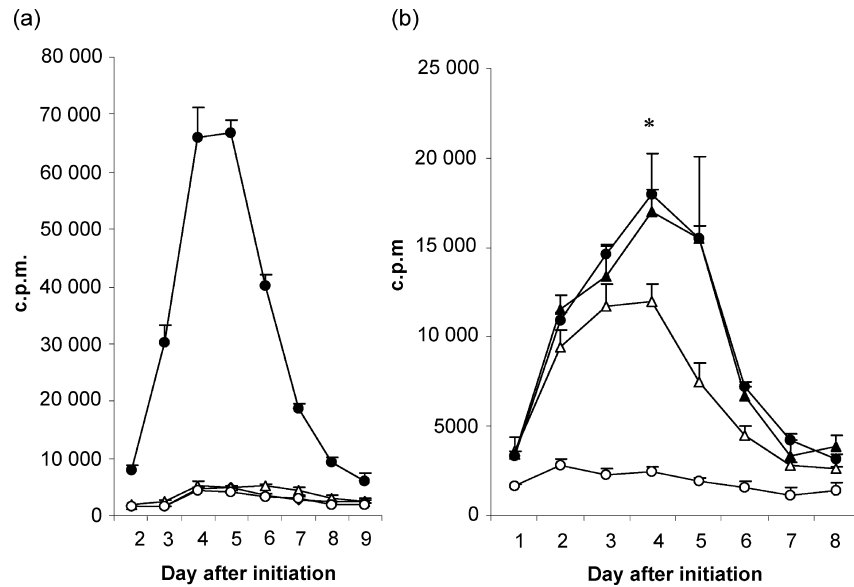 (a)
80 000
70 000
60 000
50 000
40 000
30 000
20 000
10 000
0
c.p.m.
2 3 4 5 6 7 8 9
Day after initiation
(b)
25 000
20 000
15 000
10 000
5000
0
c.p.m
*
1 2 3 4 5 6 7 8
Day after initiation